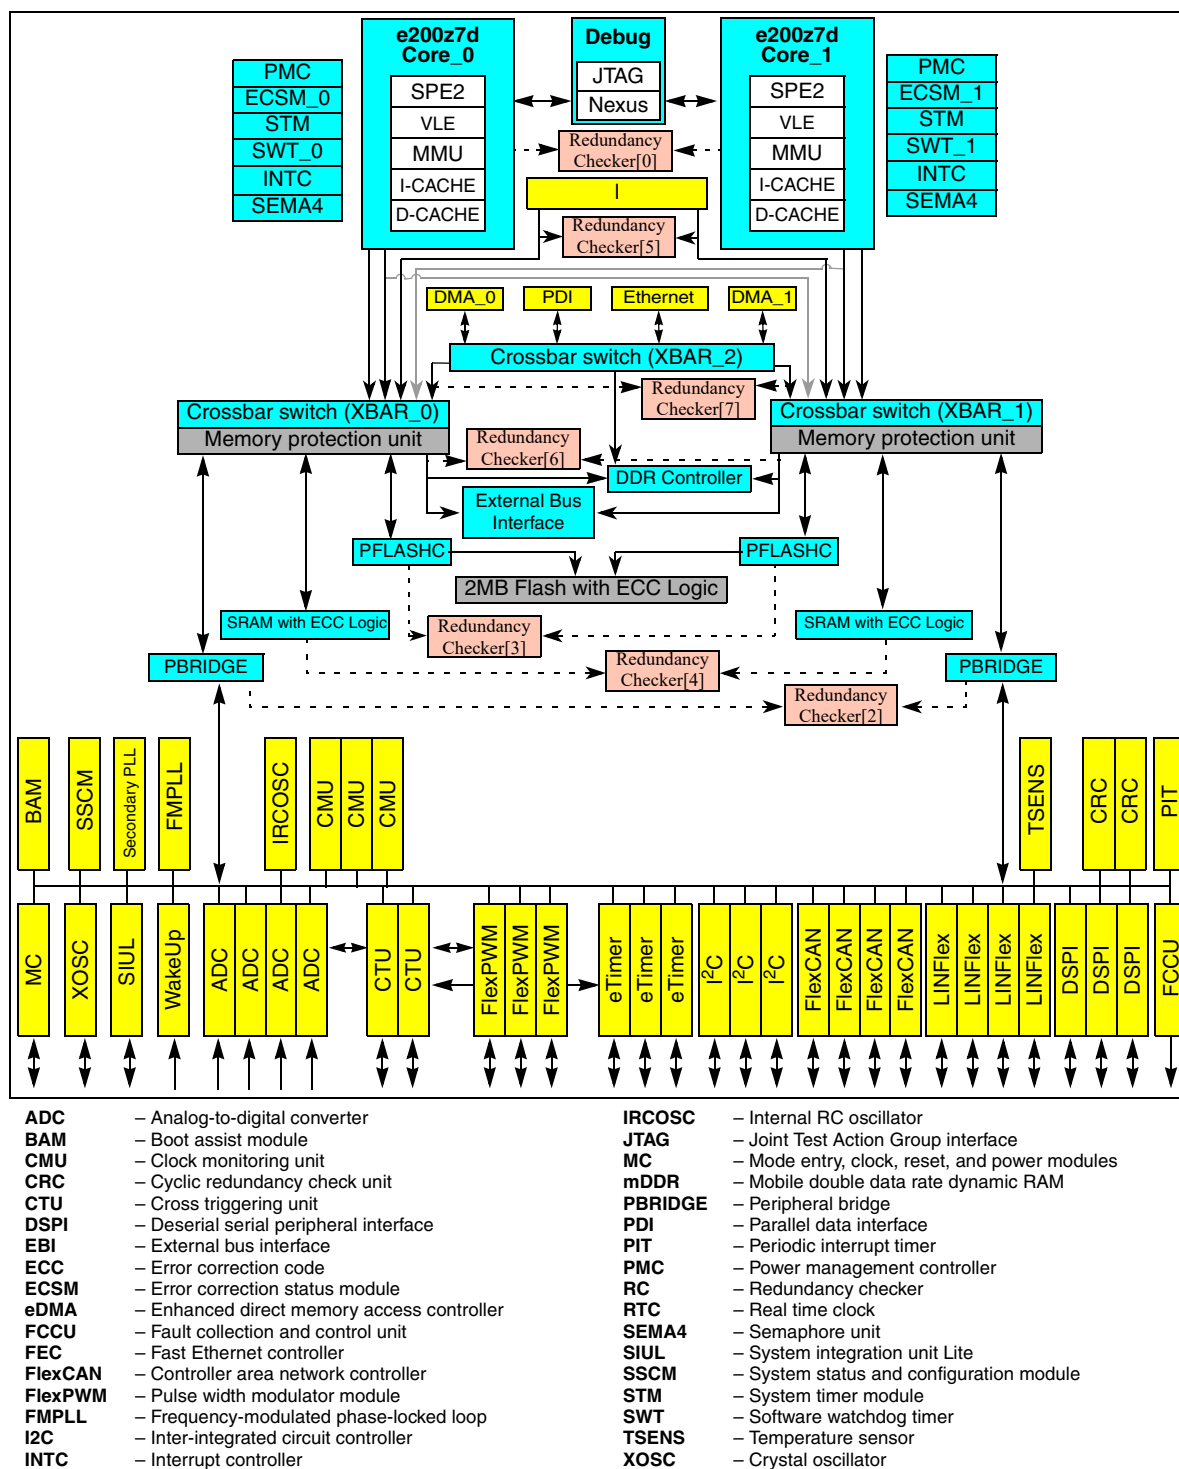 e200z7d
Core_0
SPE2
VLE
MMU
I-CACHE
D-CACHE
Debug
JTAG
Nexus
e200z7d
Core_1
SPE2
VLE
MMU
I-CACHE
D-CACHE
PMC
ECSM_0
STM
SWT_0
INTC
SEMA4
PMC
ECSM_1
STM
SWT_1
INTC
SEMA4
Redundancy
Checker[0]
I
Redundancy
Checker[5]
DMA_0
PDI
Ethernet
DMA_1
Crossbar switch (XBAR_2)
Redundancy
Checker[7]
Crossbar switch (XBAR_0)
Memory protection unit
Crossbar switch (XBAR_1)
Memory protection unit
Redundancy
Checker[6]
DDR Controller
External Bus
Interface
PFLASHC
PFLASHC
2MB Flash with ECC Logic
SRAM with ECC Logic
Redundancy
Checker[3]
SRAM with ECC Logic
PBRIDGE
Redundancy
Checker[4]
PBRIDGE
Redundancy
Checker[2]
BAM
SSCM
Secondary PLL
FMPLL
IRCOSC
CMU
CMU
CMU
TSENS
CRC
CRC
PIT
MC
XOSC
SIUL
WakeUp
ADC
ADC
ADC
ADC
CTU
CTU
FlexPWM
FlexPWM
FlexPWM
eTimer
eTimer
eTimer
I²C
I²C
I²C
FlexCAN
FlexCAN
FlexCAN
FlexCAN
LINFlex
LINFlex
LINFlex
LINFlex
DSPI
DSPI
DSPI
FCCU
ADC – Analog-to-digital converter
BAM – Boot assist module
CMU – Clock monitoring unit
CRC – Cyclic redundancy check unit
CTU – Cross triggering unit
DSPI – Deserial serial peripheral interface
EBI – External bus interface
ECC – Error correction code
ECSM – Error correction status module
eDMA – Enhanced direct memory access controller
FCCU – Fault collection and control unit
FEC – Fast Ethernet controller
FlexCAN – Controller area network controller
FlexPWM – Pulse width modulator module
FMPLL – Frequency-modulated phase-locked loop
I2C – Inter-integrated circuit controller
INTC – Interrupt controller
IRCOSC – Internal RC oscillator
JTAG – Joint Test Action Group interface
MC – Mode entry, clock, reset, and power modules
mDDR – Mobile double data rate dynamic RAM
PBRIDGE – Peripheral bridge
PDI – Parallel data interface
PIT – Periodic interrupt timer
PMC – Power management controller
RC – Redundancy checker
RTC – Real time clock
SEMA4 – Semaphore unit
SIUL – System integration unit Lite
SSCM – System status and configuration module
STM – System timer module
SWT – Software watchdog timer
TSENS – Temperature sensor
XOSC – Crystal oscillator